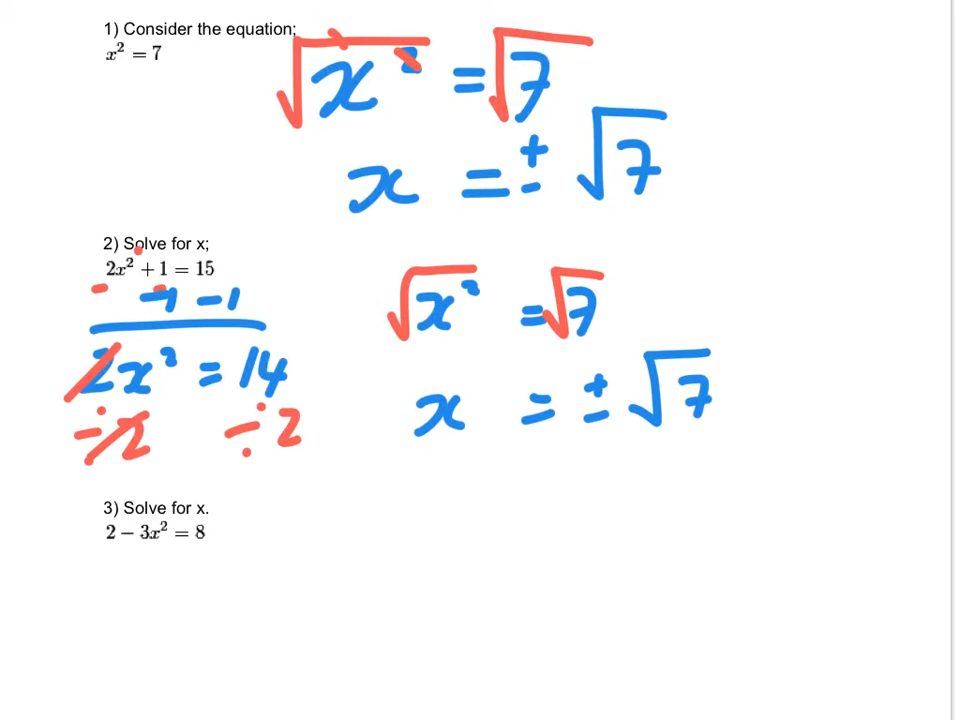 1) Consider the equation;
x² = 7
√x² = √7
x = ± √7
2) Solve for x;
2x² + 1 = 15
-1 -1
2x² = 14
÷2 ÷2
√x² = √7
x = ± √7
3) Solve for x.
2 − 3x² = 8